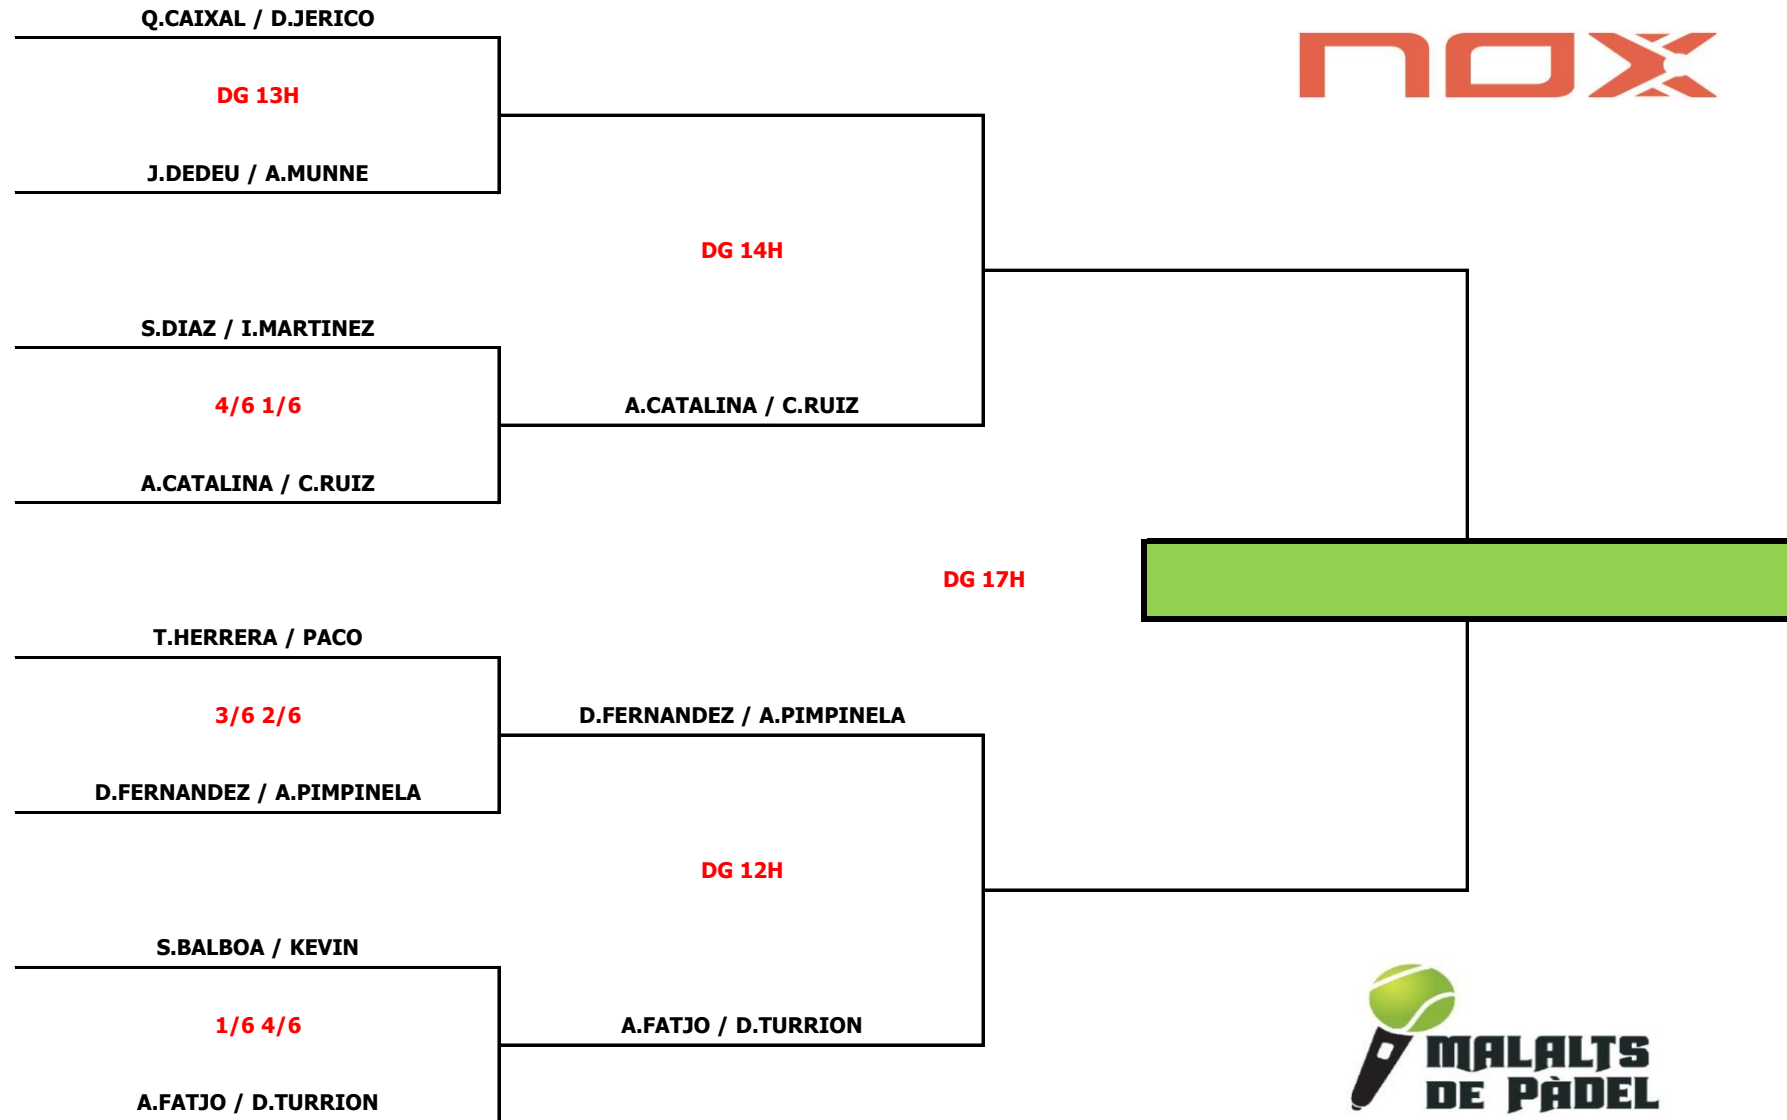 Q.CAIXAL / D.JERICO
nox
DG 13H
J.DEDEU / A.MUNNE
DG 14H
S.DIAZ / I.MARTINEZ
4/6 1/6
A.CATALINA / C.RUIZ
A.CATALINA / C.RUIZ
DG 17H
T.HERRERA / PACO
3/6 2/6
D.FERNANDEZ / A.PIMPINELA
D.FERNANDEZ / A.PIMPINELA
DG 12H
S.BALBOA / KEVIN
1/6 4/6
A.FATJO / D.TURRION
A.FATJO / D.TURRION
MALALTS
DE PÀDEL